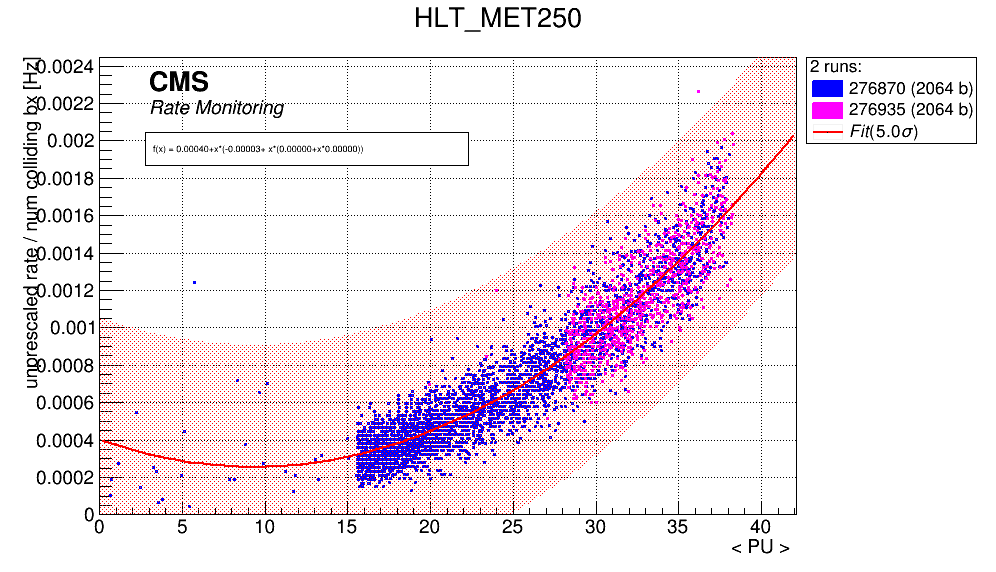 HLT_MET250
unprescaled rate / num colliding bx [Hz]
0.0024
0.0022
0.002
0.0018
0.0016
0.0014
0.0012
0.001
0.0008
0.0006
0.0004
0.0002
0
CMS
Rate Monitoring
f(x) = 0.00040+x*(-0.00003+ x*(0.00000+x*0.00000))
2 runs:
276870 (2064 b)
276935 (2064 b)
Fit(5.0σ)
0 5 10 15 20 25 30 35 40
< PU >